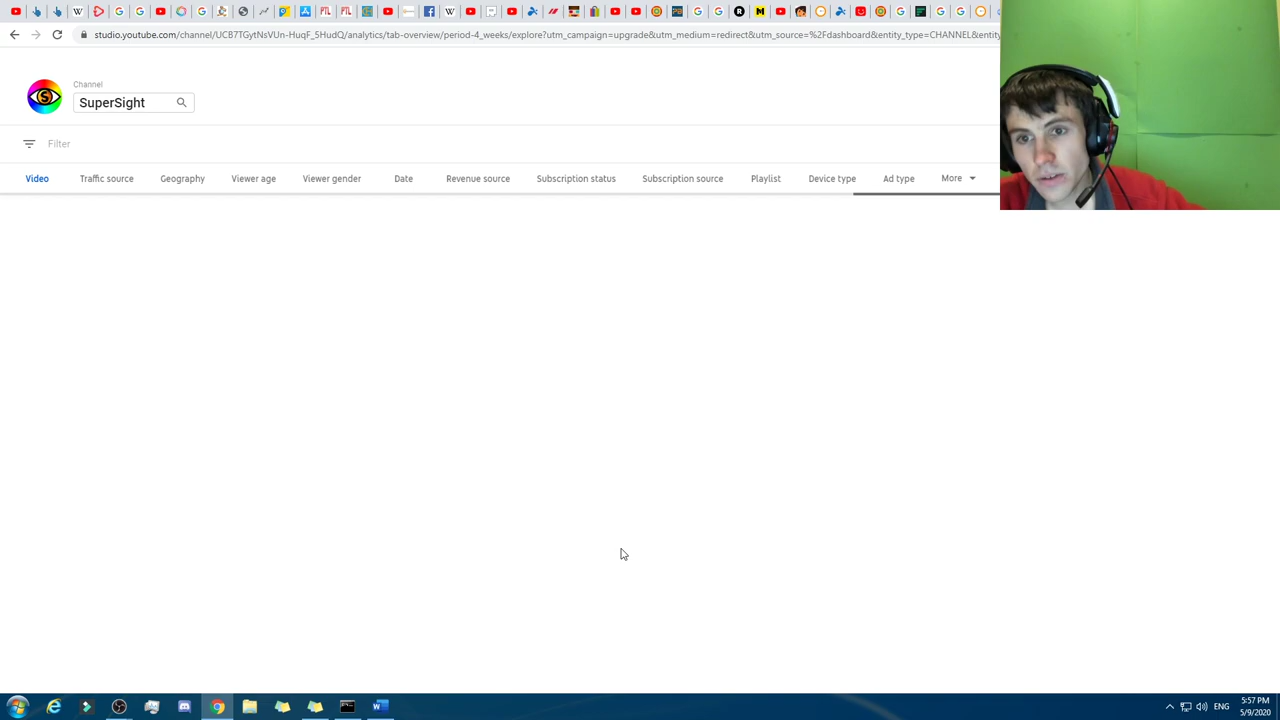 studio.youtube.com/channel/UCB7TGytNsVUn-HuqF_5HudQ/analytics/tab-overview/period-4_weeks/explore?utm_campaign=upgrade&utm_medium=redirect&utm_source=%2Fdashboard&entity_type=CHANNEL&entity
Channel
SuperSight
Filter
Video Traffic source Geography Viewer age Viewer gender Date Revenue source Subscription status Subscription source Playlist Device type Ad type More
ENG
5:57 PM
5/9/2020